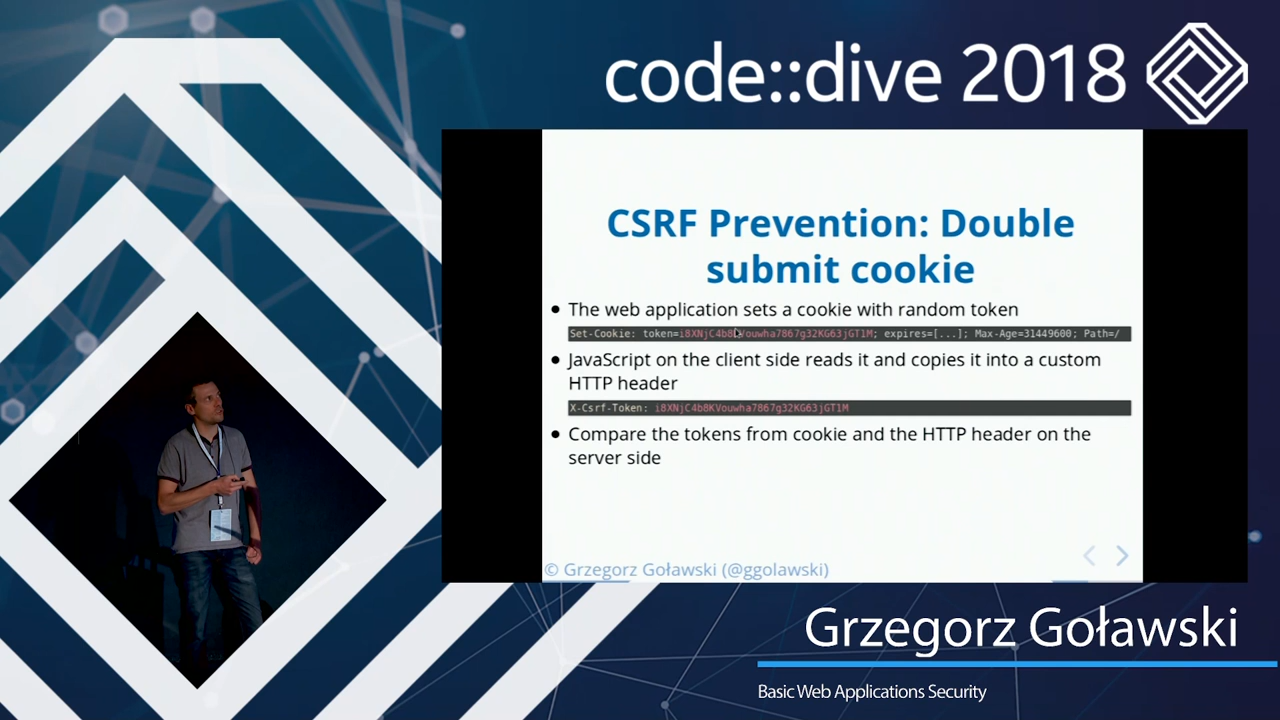 code::dive 2018
CSRF Prevention: Double
submit cookie
• The web application sets a cookie with random token
Set-Cookie: token=i8XNjC4b8KVouwha7867g32KG63jGT1M; expires=[...]; Max-Age=31449600; Path=/
• JavaScript on the client side reads it and copies it into a custom
HTTP header
X-Csrf-Token: i8XNjC4b8KVouwha7867g32KG63jGT1M
• Compare the tokens from cookie and the HTTP header on the
server side
© Grzegorz Goławski (@ggolawski)
Grzegorz Goławski
Basic Web Applications Security